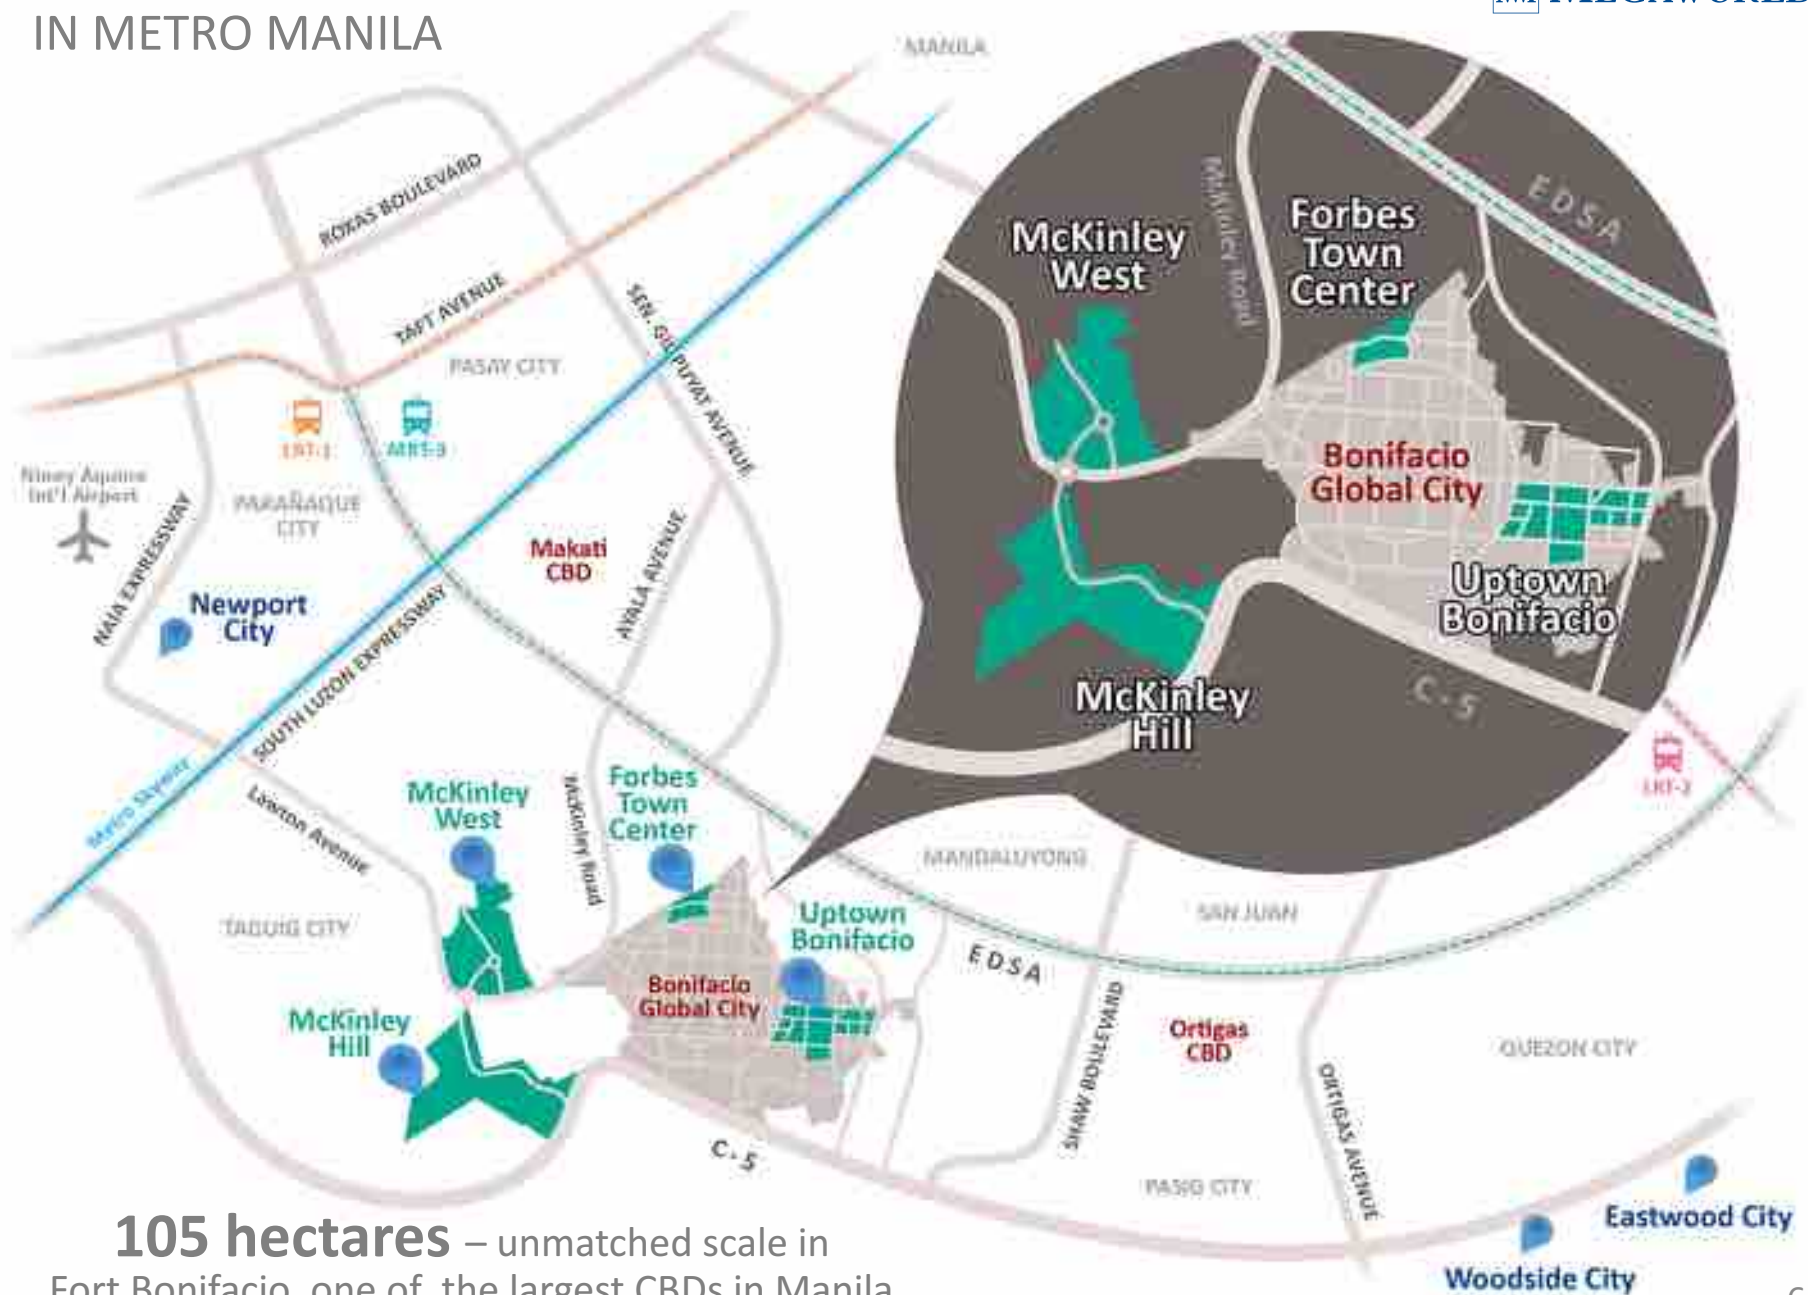 IN METRO MANILA
MEGAWORLD
MANILA
ROXAS BOULEVARD
TAFT AVENUE
SEN. GIL PUYAT AVENUE
PASAY CITY
LRT-1
MRT-3
Ninoy Aquino
Int'l Airport
PARAÑAQUE
CITY
NAIA EXPRESSWAY
Newport
City
Makati
CBD
AYALA AVENUE
SOUTH LUZON EXPRESSWAY
Metro Skyway
Lawton Avenue
McKinley
West
McKinley Road
Forbes
Town
Center
EDSA
Bonifacio
Global City
Uptown
Bonifacio
McKinley
Hill
C-5
LRT-2
McKinley
West
McKinley Road
Forbes
Town
Center
Uptown
Bonifacio
Bonifacio
Global City
McKinley
Hill
TAGUIG CITY
MANDALUYONG
SAN JUAN
EDSA
SHAW BOULEVARD
Ortigas
CBD
QUEZON CITY
ORTIGAS AVENUE
C-5
PASIG CITY
Eastwood City
Woodside City
105 hectares – unmatched scale in
Fort Bonifacio, one of the largest CBDs in Manila